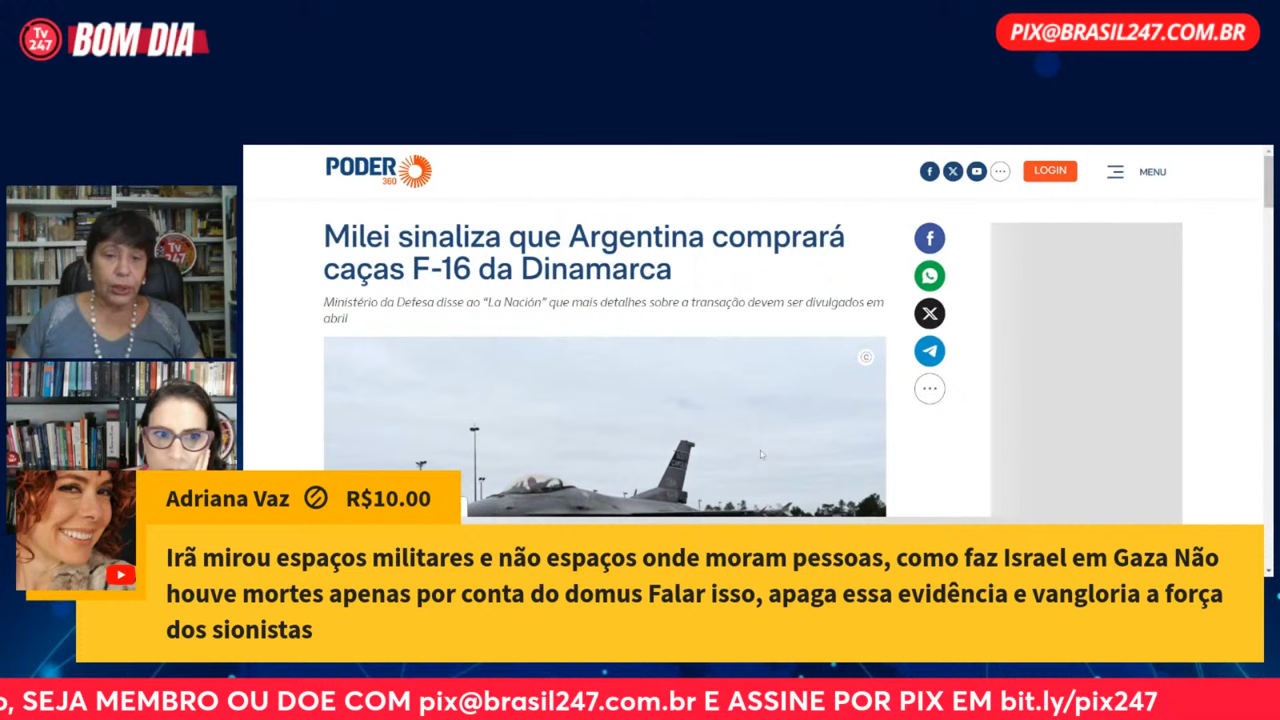 Tv 247 BOM DIA
PIX@BRASIL247.COM.BR
PODER 360
LOGIN
MENU
Milei sinaliza que Argentina comprará
caças F-16 da Dinamarca
Ministério da Defesa disse ao “La Nación” que mais detalhes sobre a transação devem ser divulgados em
abril
©
Tv 247
Adriana Vaz R$10.00
Irã mirou espaços militares e não espaços onde moram pessoas, como faz Israel em Gaza Não
houve mortes apenas por conta do domus Falar isso, apaga essa evidência e vangloria a força
dos sionistas
o, SEJA MEMBRO OU DOE COM pix@brasil247.com.br E ASSINE POR PIX EM bit.ly/pix247